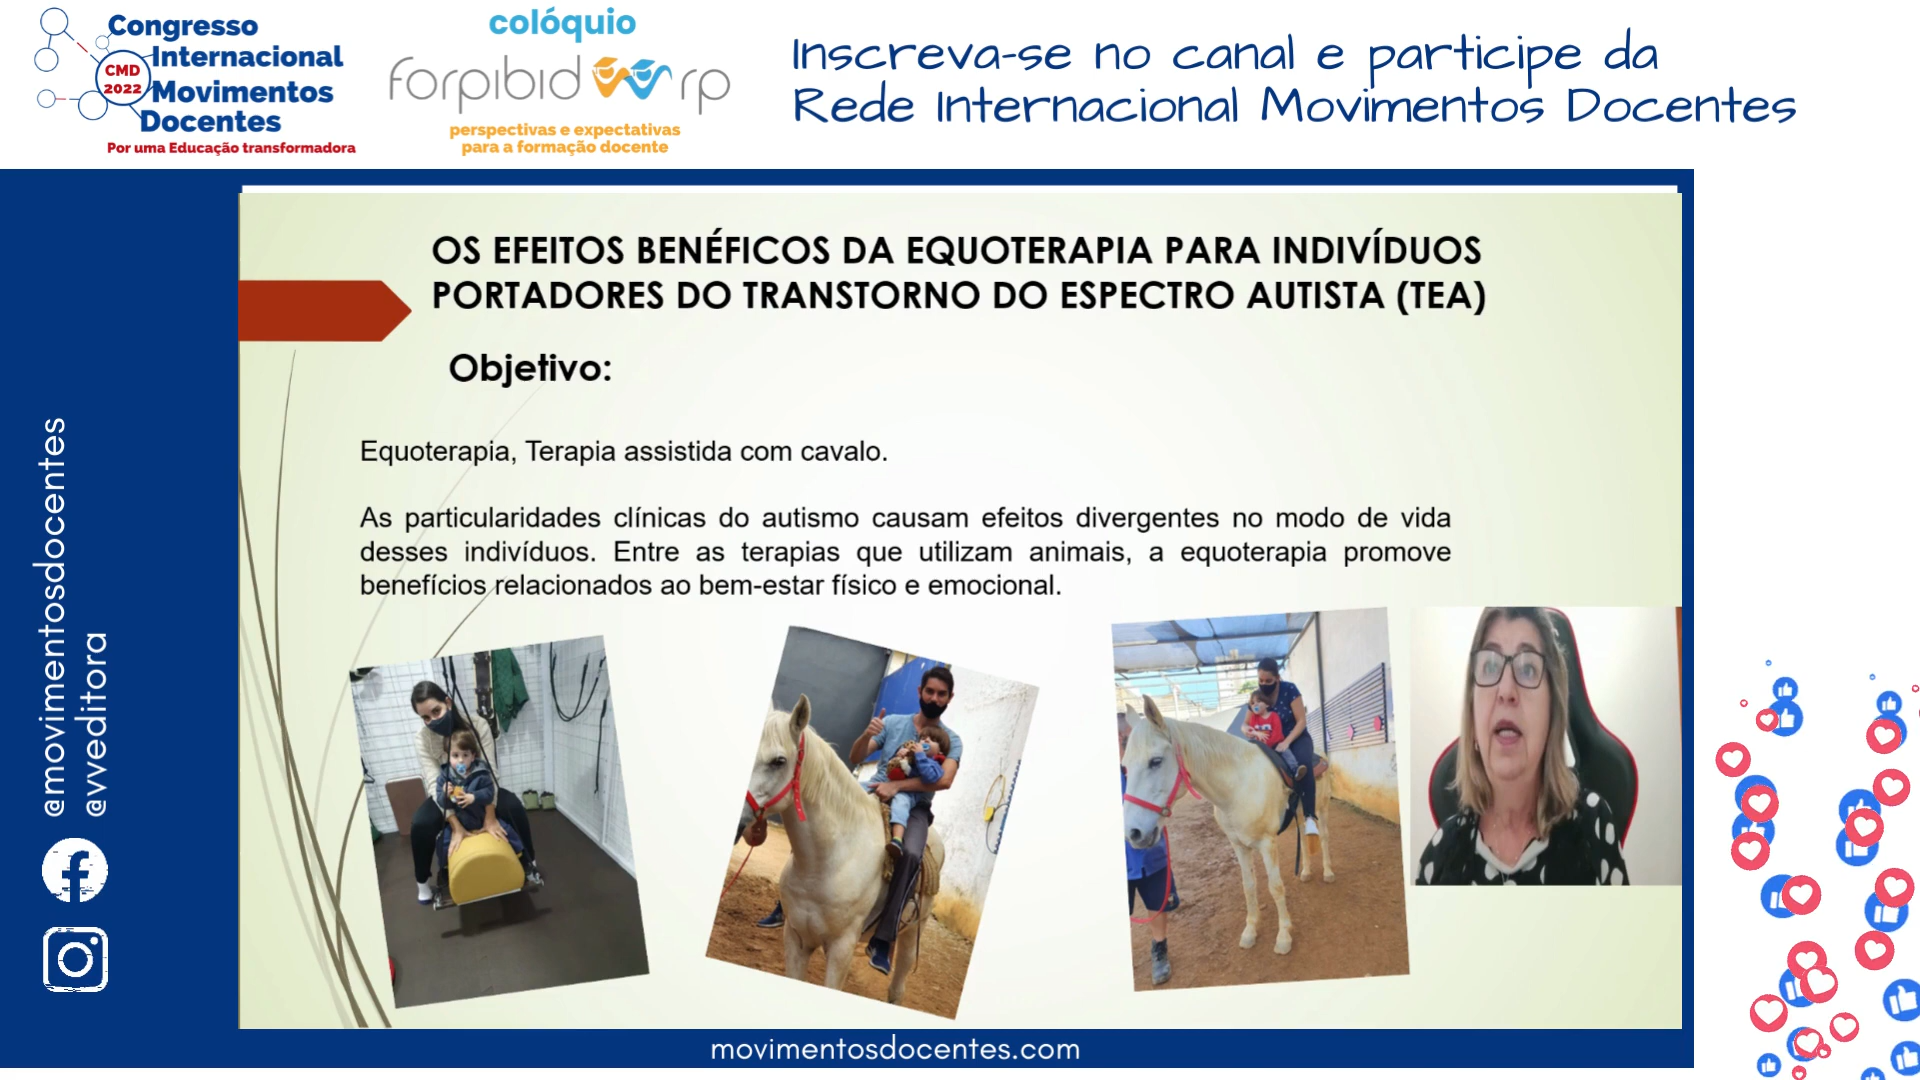 Congresso
Internacional
CMD
2022
Movimentos
Docentes
Por uma Educação transformadora
colóquio
forpibid rp
perspectivas e expectativas
para a formação docente
Inscreva-se no canal e participe da
Rede Internacional Movimentos Docentes
OS EFEITOS BENÉFICOS DA EQUOTERAPIA PARA INDIVÍDUOS
PORTADORES DO TRANSTORNO DO ESPECTRO AUTISTA (TEA)
Objetivo:
Equoterapia, Terapia assistida com cavalo.
As particularidades clínicas do autismo causam efeitos divergentes no modo de vida
desses indivíduos. Entre as terapias que utilizam animais, a equoterapia promove
benefícios relacionados ao bem-estar físico e emocional.
@movimentosdocentes
@vveditora
movimentosdocentes.com